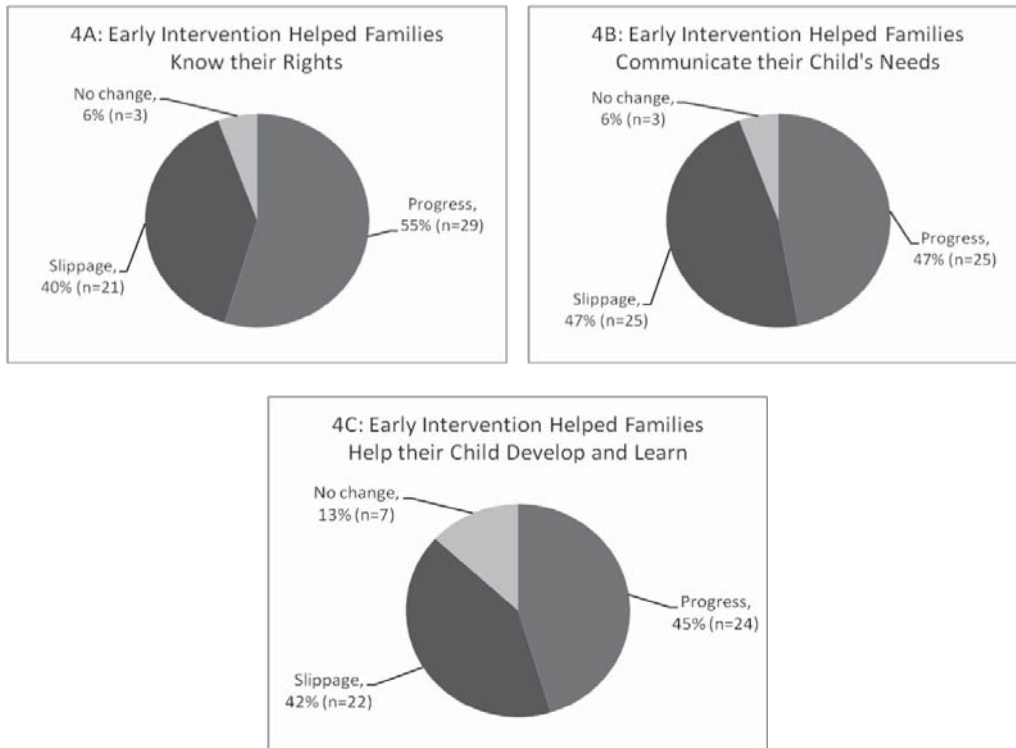 4A: Early Intervention Helped Families
Know their Rights
No change,
6% (n=3)
Progress,
55% (n=29)
Slippage,
40% (n=21)
4B: Early Intervention Helped Families
Communicate their Child's Needs
No change,
6% (n=3)
Progress,
47% (n=25)
Slippage,
47% (n=25)
4C: Early Intervention Helped Families
Help their Child Develop and Learn
No change,
13% (n=7)
Progress,
45% (n=24)
Slippage,
42% (n=22)